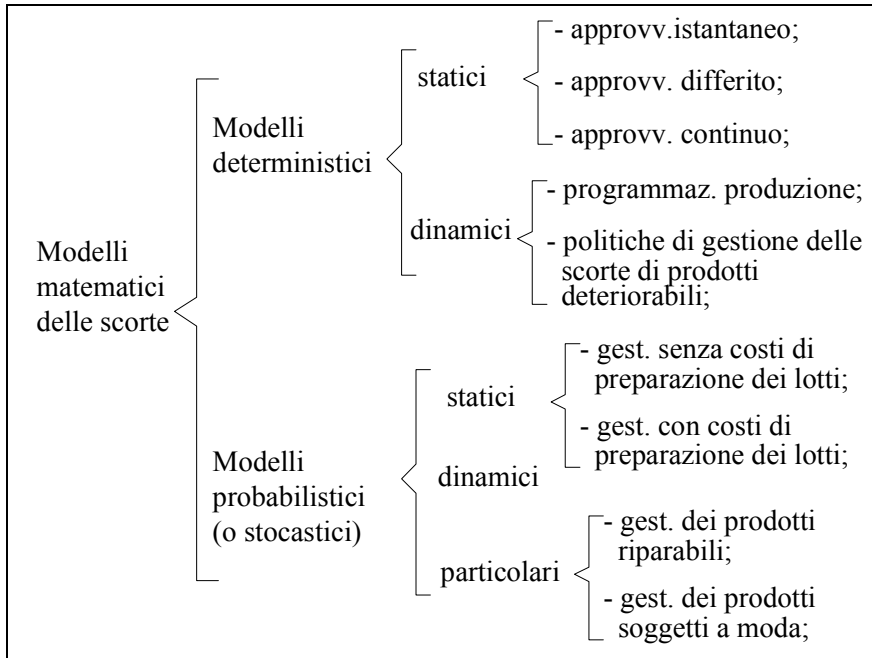 Modelli
matematici
delle scorte
Modelli
deterministici
statici
- approvv.istantaneo;
- approvv. differito;
- approvv. continuo;
dinamici
- programmaz. produzione;
- politiche di gestione delle
scorte di prodotti
deteriorabili;
Modelli
probabilistici
(o stocastici)
statici
- gest. senza costi di
preparazione dei lotti;
- gest. con costi di
preparazione dei lotti;
dinamici
particolari
- gest. dei prodotti
riparabili;
- gest. dei prodotti
soggetti a moda;